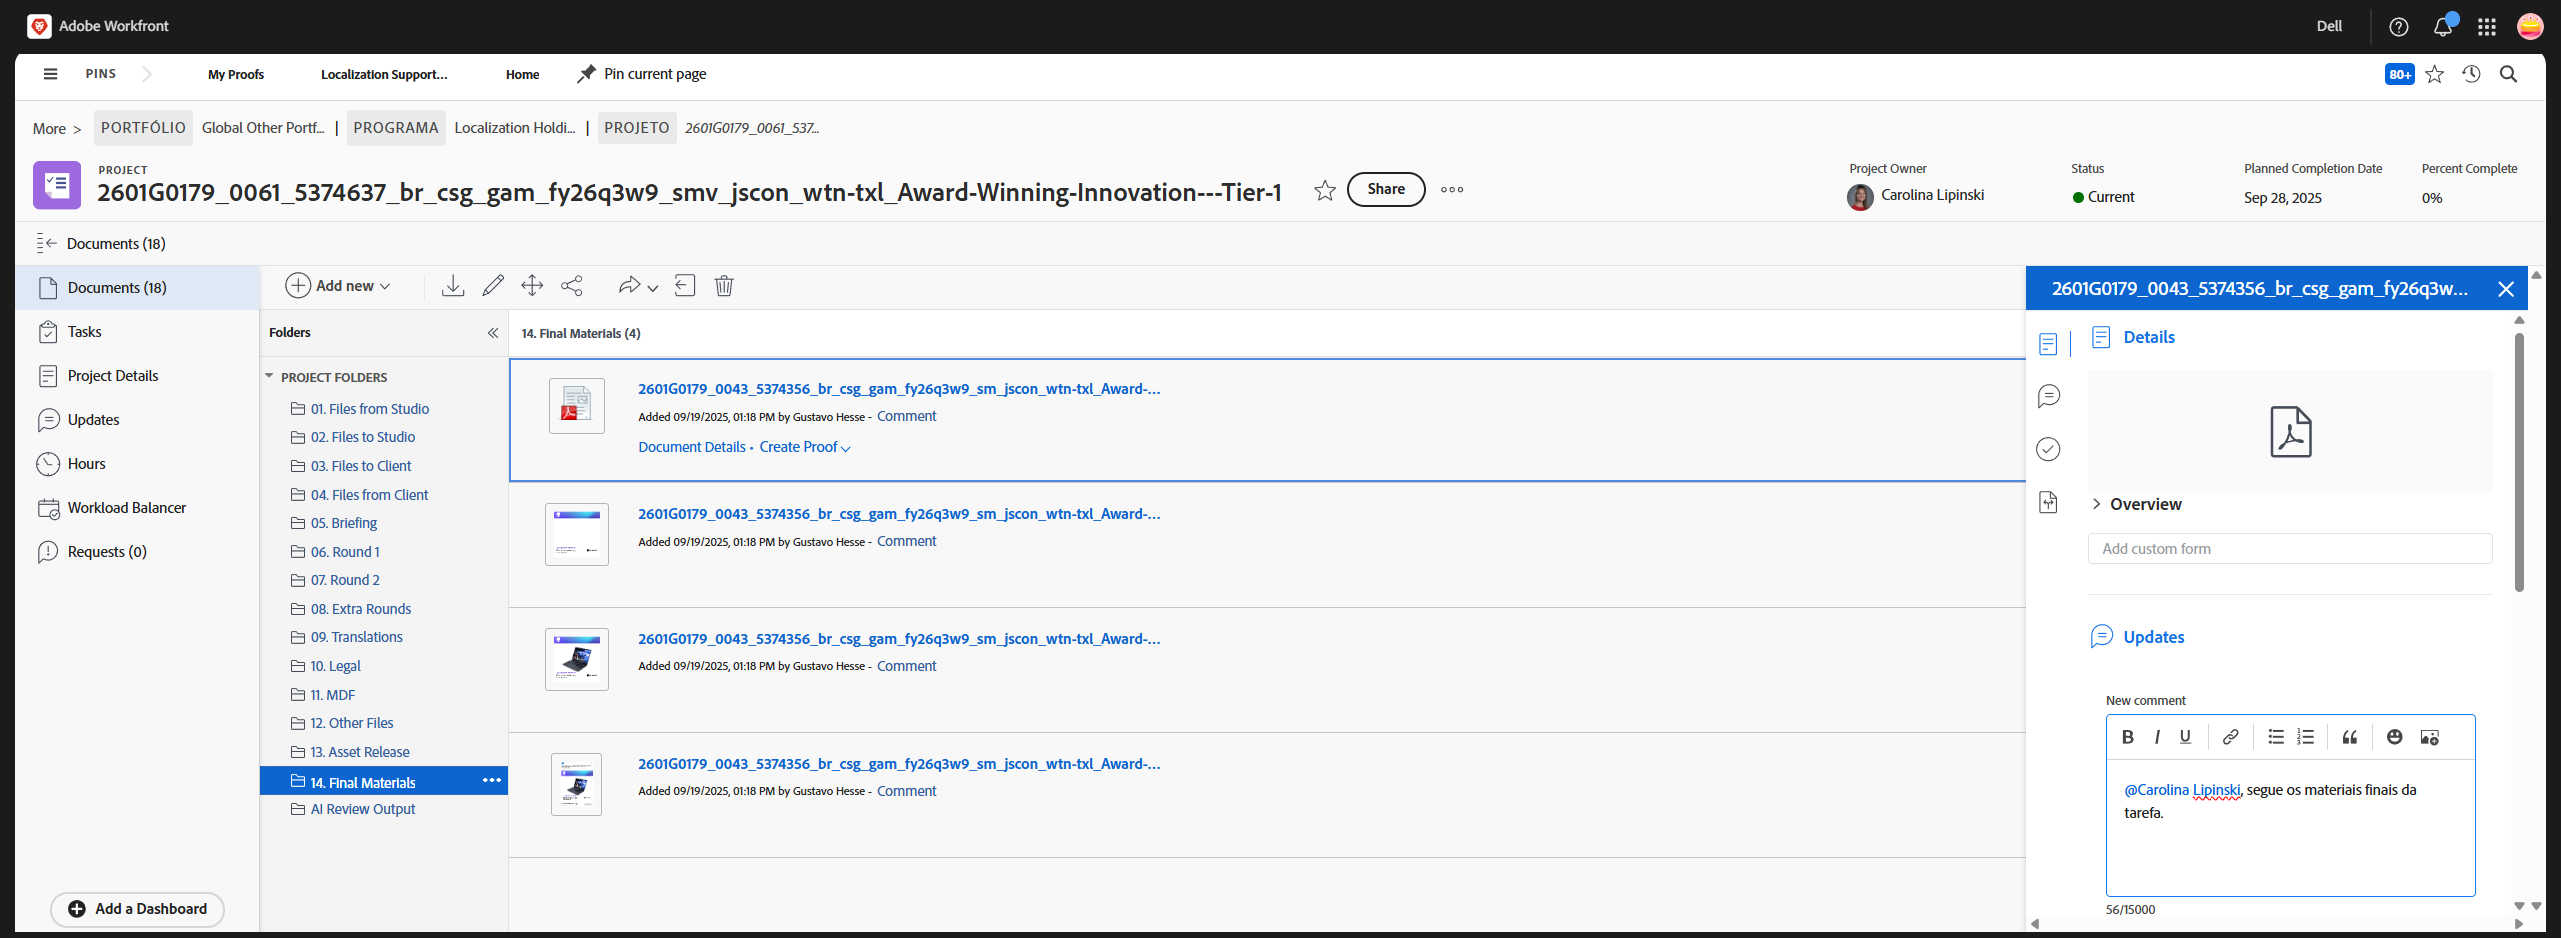 Adobe Workfront
Dell
PINS
My Proofs
Localization Support...
Home
Pin current page
80+
More >
PORTFÓLIO
Global Other Portf...
|
PROGRAMA
Localization Holdi...
|
PROJETO
2601G0179_0061_537...
PROJECT
2601G0179_0061_5374637_br_csg_gam_fy26q3w9_smv_jscon_wtn-txl_Award-Winning-Innovation---Tier-1
Share
Project Owner
Carolina Lipinski
Status
Current
Planned Completion Date
Sep 28, 2025
Percent Complete
0%
Documents (18)
Documents (18)
Tasks
Project Details
Updates
Hours
Workload Balancer
Requests (0)
Add a Dashboard
Add new
Folders
PROJECT FOLDERS
01. Files from Studio
02. Files to Studio
03. Files to Client
04. Files from Client
05. Briefing
06. Round 1
07. Round 2
08. Extra Rounds
09. Translations
10. Legal
11. MDF
12. Other Files
13. Asset Release
14. Final Materials
AI Review Output
14. Final Materials (4)
2601G0179_0043_5374356_br_csg_gam_fy26q3w9_sm_jscon_wtn-txl_Award-...
Added 09/19/2025, 01:18 PM by Gustavo Hesse - Comment
Document Details • Create Proof
2601G0179_0043_5374356_br_csg_gam_fy26q3w9_sm_jscon_wtn-txl_Award-...
Added 09/19/2025, 01:18 PM by Gustavo Hesse - Comment
2601G0179_0043_5374356_br_csg_gam_fy26q3w9_sm_jscon_wtn-txl_Award-...
Added 09/19/2025, 01:18 PM by Gustavo Hesse - Comment
2601G0179_0043_5374356_br_csg_gam_fy26q3w9_sm_jscon_wtn-txl_Award-...
Added 09/19/2025, 01:18 PM by Gustavo Hesse - Comment
2601G0179_0043_5374356_br_csg_gam_fy26q3w...
Details
Overview
Add custom form
Updates
New comment
B I U
@Carolina Lipinski, segue os materiais finais da
tarefa.
56/15000